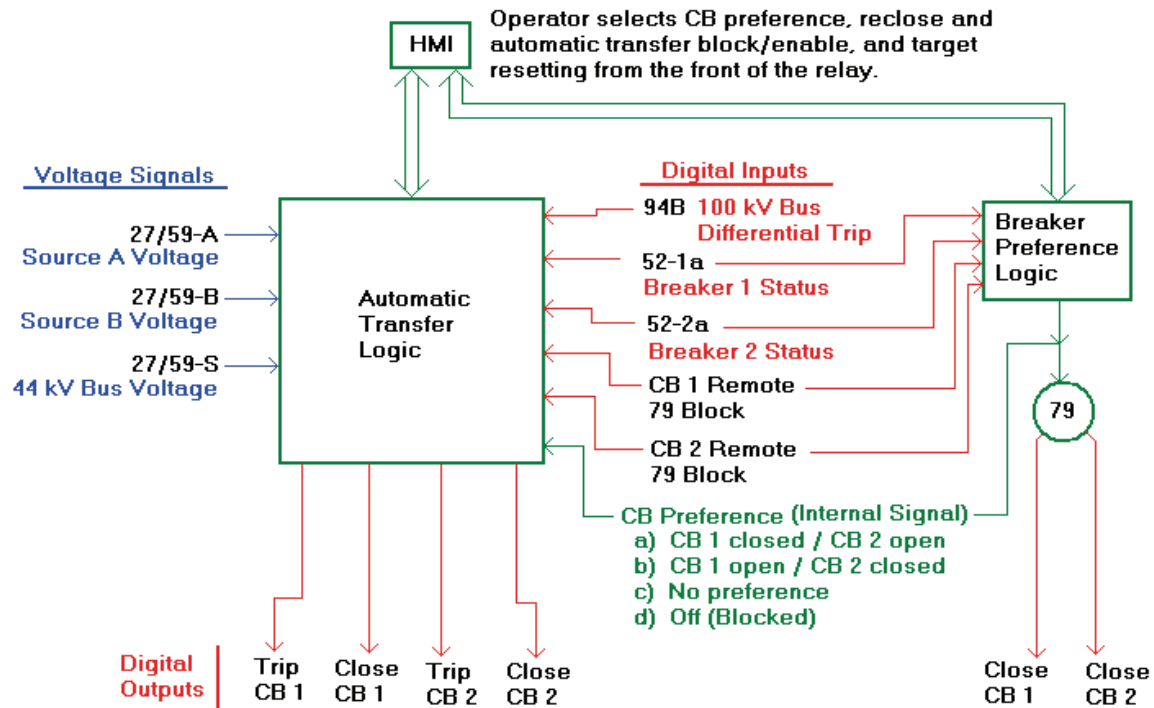 HMI
Operator selects CB preference, reclose and
automatic transfer block/enable, and target
resetting from the front of the relay.
Voltage Signals
27/59-A
Source A Voltage
27/59-B
Source B Voltage
27/59-S
44 kV Bus Voltage
Automatic
Transfer
Logic
Digital Inputs
94B 100 kV Bus
Differential Trip
52-1a
Breaker 1 Status
52-2a
Breaker 2 Status
CB 1 Remote
79 Block
CB 2 Remote
79 Block
CB Preference (Internal Signal)
a) CB 1 closed / CB 2 open
b) CB 1 open / CB 2 closed
c) No preference
d) Off (Blocked)
Breaker
Preference
Logic
79
Digital
Outputs
Trip
CB 1
Close
CB 1
Trip
CB 2
Close
CB 2
Close
CB 1
Close
CB 2